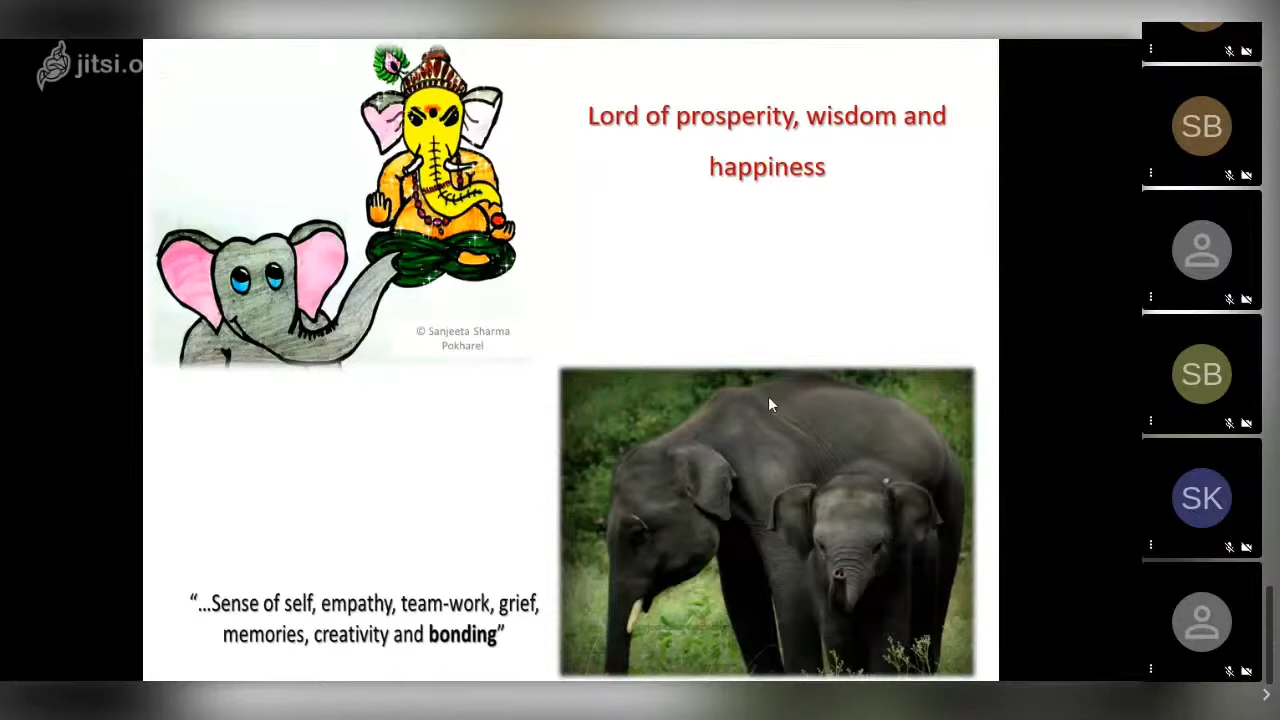 jitsi.o
Lord of prosperity, wisdom and
happiness
© Sanjeeta Sharma
Pokharel
“...Sense of self, empathy, team-work, grief,
memories, creativity and bonding”
SB
SB
SK